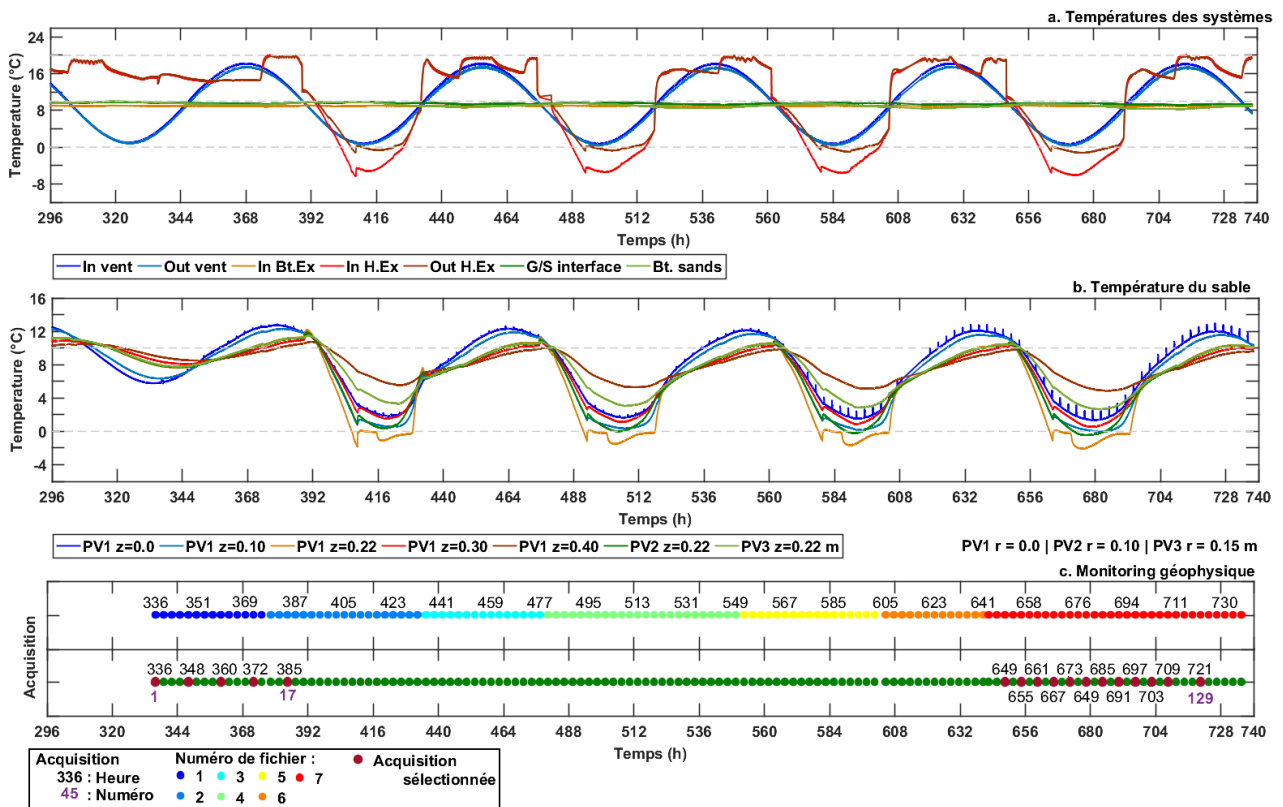 a. Températures des systèmes
Temperature (°C)
24
16
8
0
-8
296 320 344 368 392 416 440 464 488 512 536 560 584 608 632 656 680 704 728 740
Temps (h)
In vent Out vent In Bt.Ex In H.Ex Out H.Ex G/S interface Bt. sands
b. Température du sable
Temperature (°C)
16
12
8
4
0
-4
296 320 344 368 392 416 440 464 488 512 536 560 584 608 632 656 680 704 728 740
Temps (h)
PV1 z=0.0 PV1 z=0.10 PV1 z=0.22 PV1 z=0.30 PV1 z=0.40 PV2 z=0.22 PV3 z=0.22 m
PV1 r = 0.0 | PV2 r = 0.10 | PV3 r = 0.15 m
c. Monitoring géophysique
Acquisition
336 351 369 387 405 423 441 459 477 495 513 531 549 567 585 605 623 641 658 676 694 711 730
336 348 360 372 385 649 661 673 685 697 709 721
1 17 655 667 649 691 703 129
296 320 344 368 392 416 440 464 488 512 536 560 584 608 632 656 680 704 728 740
Temps (h)
Acquisition
336 : Heure
45 : Numéro
Numéro de fichier :
1 3 5 7
2 4 6
Acquisition
sélectionnée